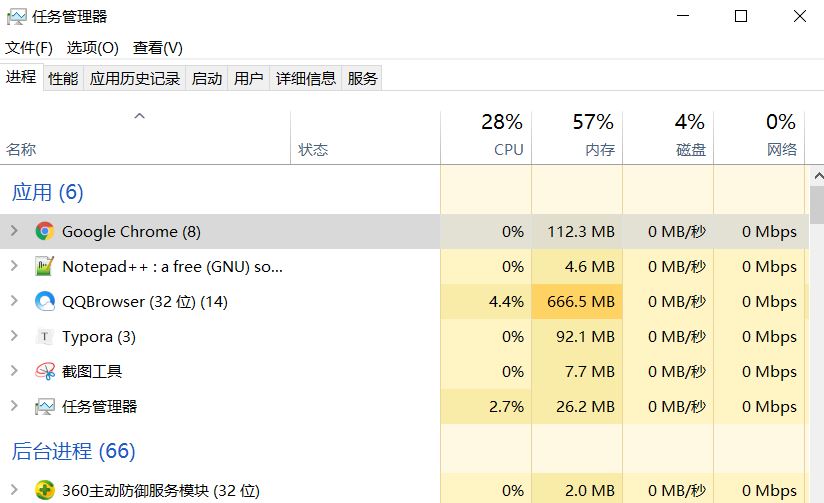 任务管理器
文件(F) 选项(O) 查看(V)
进程 性能 应用历史记录 启动 用户 详细信息 服务
28% 57% 4% 0%
名称 状态 CPU 内存 磁盘 网络
应用 (6)
Google Chrome (8) 0% 112.3 MB 0 MB/秒 0 Mbps
Notepad++ : a free (GNU) so... 0% 4.6 MB 0 MB/秒 0 Mbps
QQBrowser (32 位) (14) 4.4% 666.5 MB 0 MB/秒 0 Mbps
Typora (3) 0% 92.1 MB 0 MB/秒 0 Mbps
截图工具 0% 7.7 MB 0 MB/秒 0 Mbps
任务管理器 2.7% 26.2 MB 0 MB/秒 0 Mbps
后台进程 (66)
360主动防御服务模块 (32 位) 0% 2.0 MB 0 MB/秒 0 Mbps